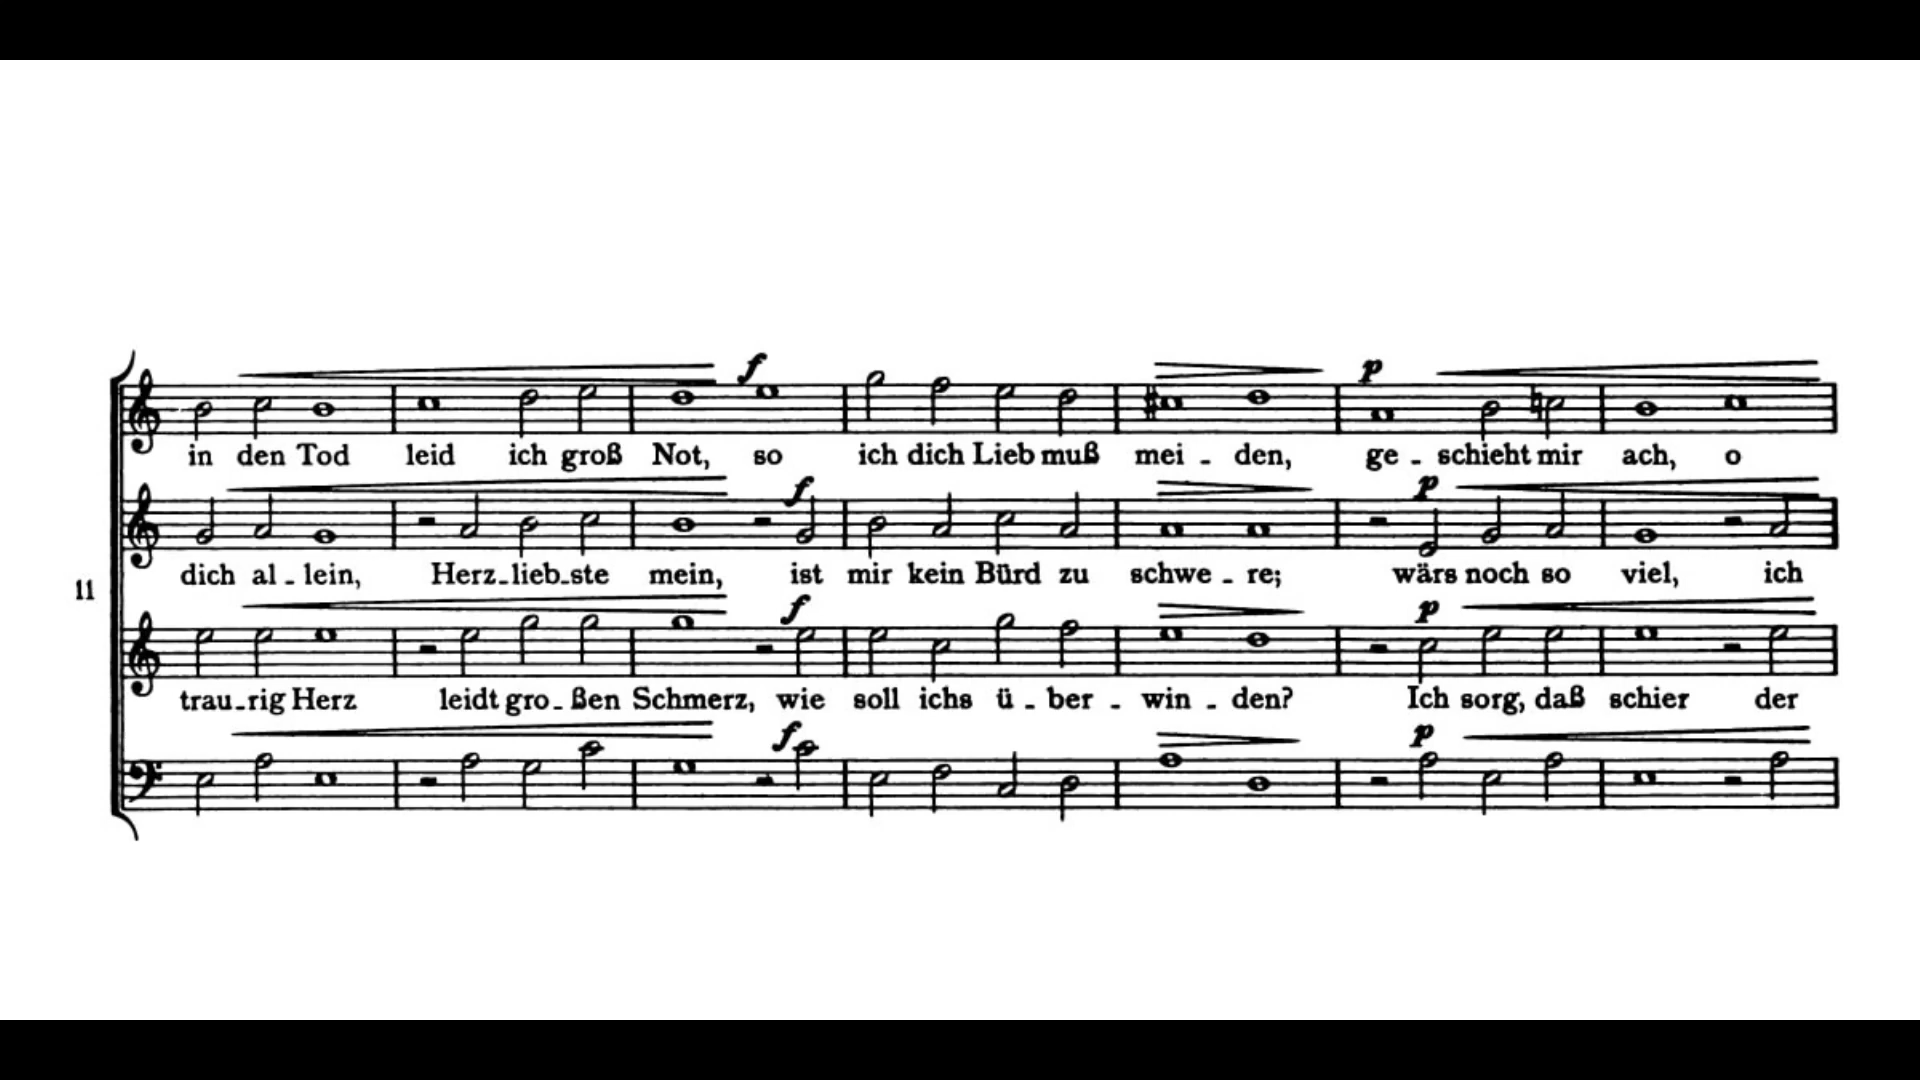 f p
in den Tod leid ich groß Not, so ich dich Lieb muß mei - den, ge - schieht mir ach, o
f p
dich al - lein, Herz - lieb - ste mein, ist mir kein Bürd zu schwe - re; wärs noch so viel, ich
11
f p
trau - rig Herz leidt gro - ßen Schmerz, wie soll ichs ü - ber - win - den? Ich sorg, daß schier der
f p